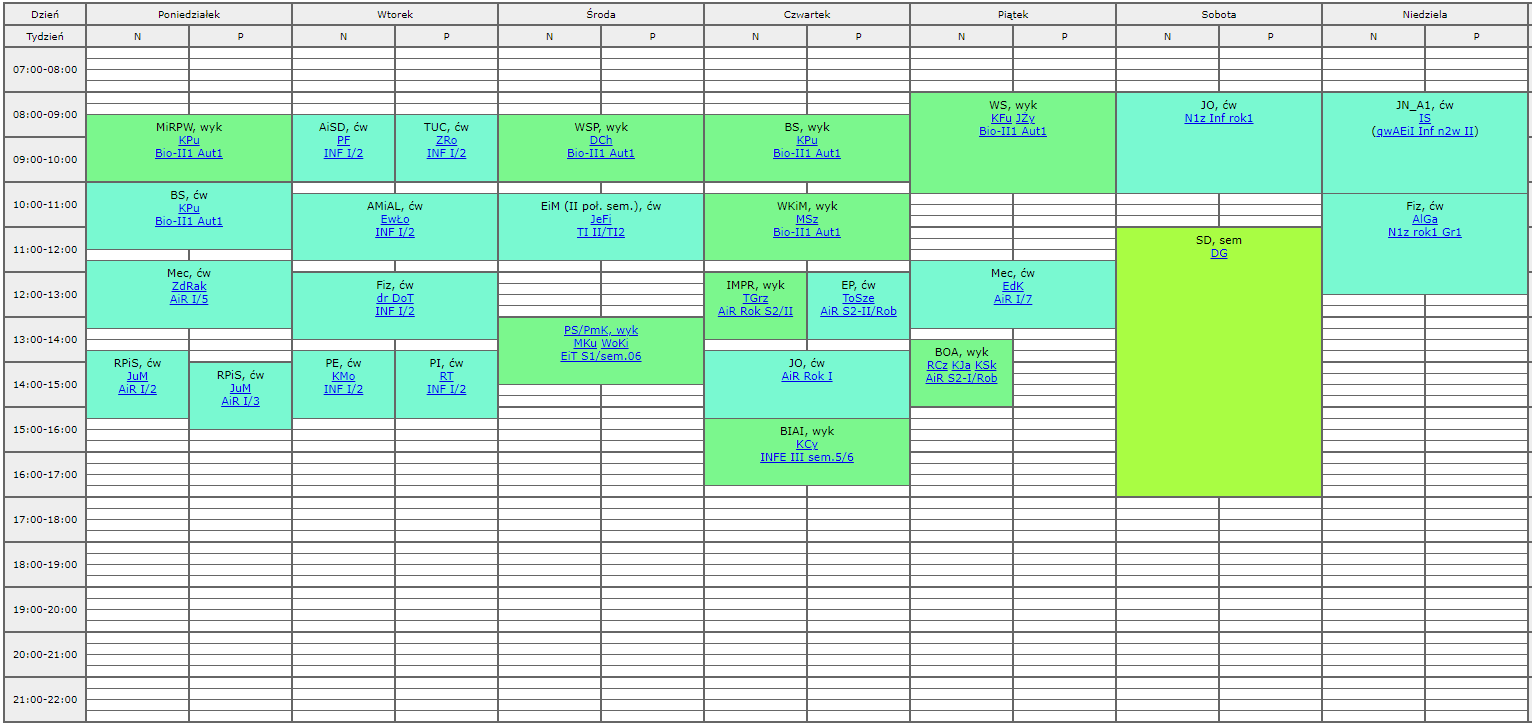 Dzień Poniedziałek Wtorek Środa Czwartek Piątek Sobota Niedziela
Tydzień N P N P N P N P N P N P N P
07:00-08:00
08:00-09:00
09:00-10:00
10:00-11:00
11:00-12:00
12:00-13:00
13:00-14:00
14:00-15:00
15:00-16:00
16:00-17:00
17:00-18:00
18:00-19:00
19:00-20:00
20:00-21:00
21:00-22:00
MiRPW, wyk
KPu
Bio-II1 Aut1
BS, ćw
KPu
Bio-II1 Aut1
Mec, ćw
ZdRak
AiR I/5
RPiS, ćw
JuM
AiR I/2
RPiS, ćw
JuM
AiR I/3
AiSD, ćw
PF
INF I/2
TUC, ćw
ZRo
INF I/2
AMiAL, ćw
EwŁo
INF I/2
Fiz, ćw
dr DoT
INF I/2
PE, ćw
KMo
INF I/2
PI, ćw
RT
INF I/2
WSP, wyk
DCh
Bio-II1 Aut1
EiM (II poł. sem.), ćw
JeFi
TI II/TI2
PS/PmK, wyk
MKu WoKi
EiT S1/sem.06
BS, wyk
KPu
Bio-II1 Aut1
WKiM, wyk
MSz
Bio-II1 Aut1
IMPR, wyk
TGrz
AiR Rok S2/II
EP, ćw
ToSze
AiR S2-II/Rob
JO, ćw
AiR Rok I
BIAI, wyk
KCy
INFE III sem.5/6
WS, wyk
KFu JŻy
Bio-II1 Aut1
Mec, ćw
EdK
AiR I/7
BOA, wyk
RCz KJa KSk
AiR S2-I/Rob
JO, ćw
N1z Inf rok1
SD, sem
DG
JN_A1, ćw
IS
(gwAEiI Inf n2w II)
Fiz, ćw
AlGa
N1z rok1 Gr1